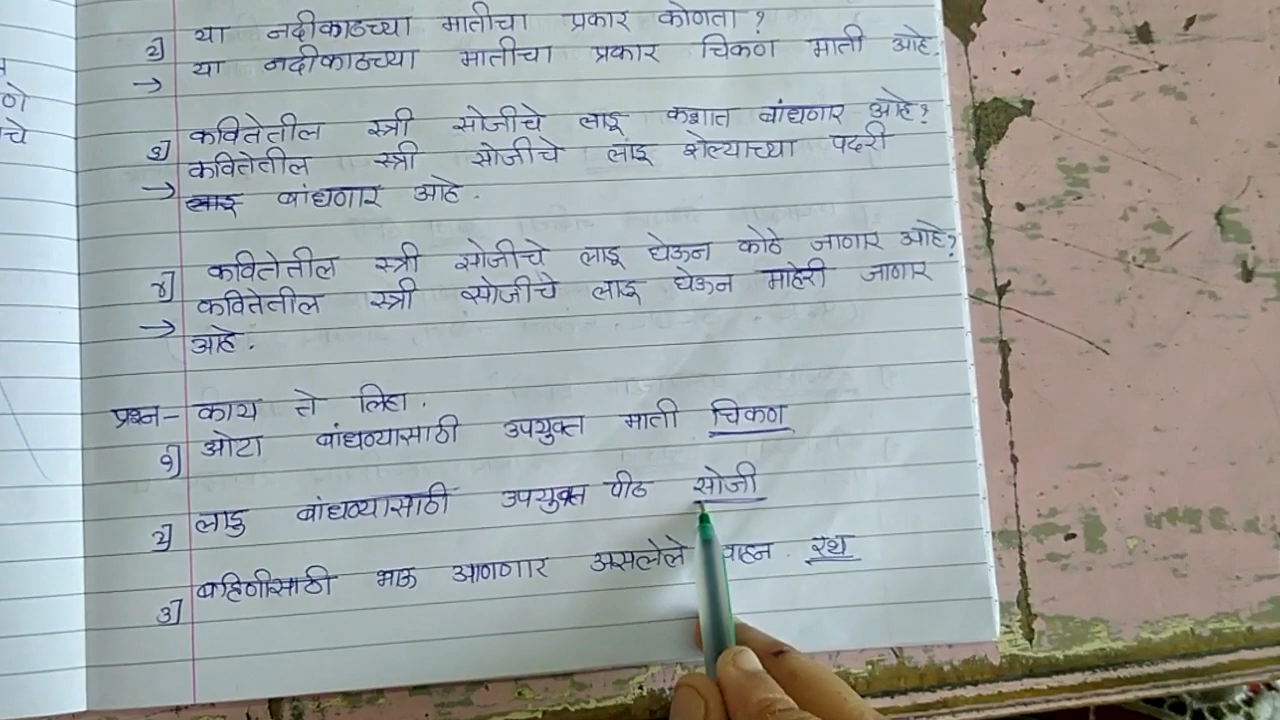 णे
चे
२] या नदीकाठच्या मातीचा प्रकार कोणता ?
→ या नदीकाठच्या मातीचा प्रकार चिकण माती आहे.
३] कवितेतील स्त्री सोजीचे लाडू कशात बांधणार आहे?
→ कवितेतील स्त्री सोजीचे लाडू शेल्याच्या पदरी
लाडू बांधणार आहे.
४] कवितेतील स्त्री सोजीचे लाडू घेऊन कोठे जाणार आहे?
→ कवितेतील स्त्री सोजीचे लाडू घेऊन माहेरी जाणार
आहे.
प्रश्न- काय ते लिहा.
१] ओटा बांधण्यासाठी उपयुक्त माती चिकण
२] लाडु बांधण्यासाठी उपयुक्त पीठ सोजी
३] बहिणीसाठी भाऊ आणणार असलेले वाहन. रथ